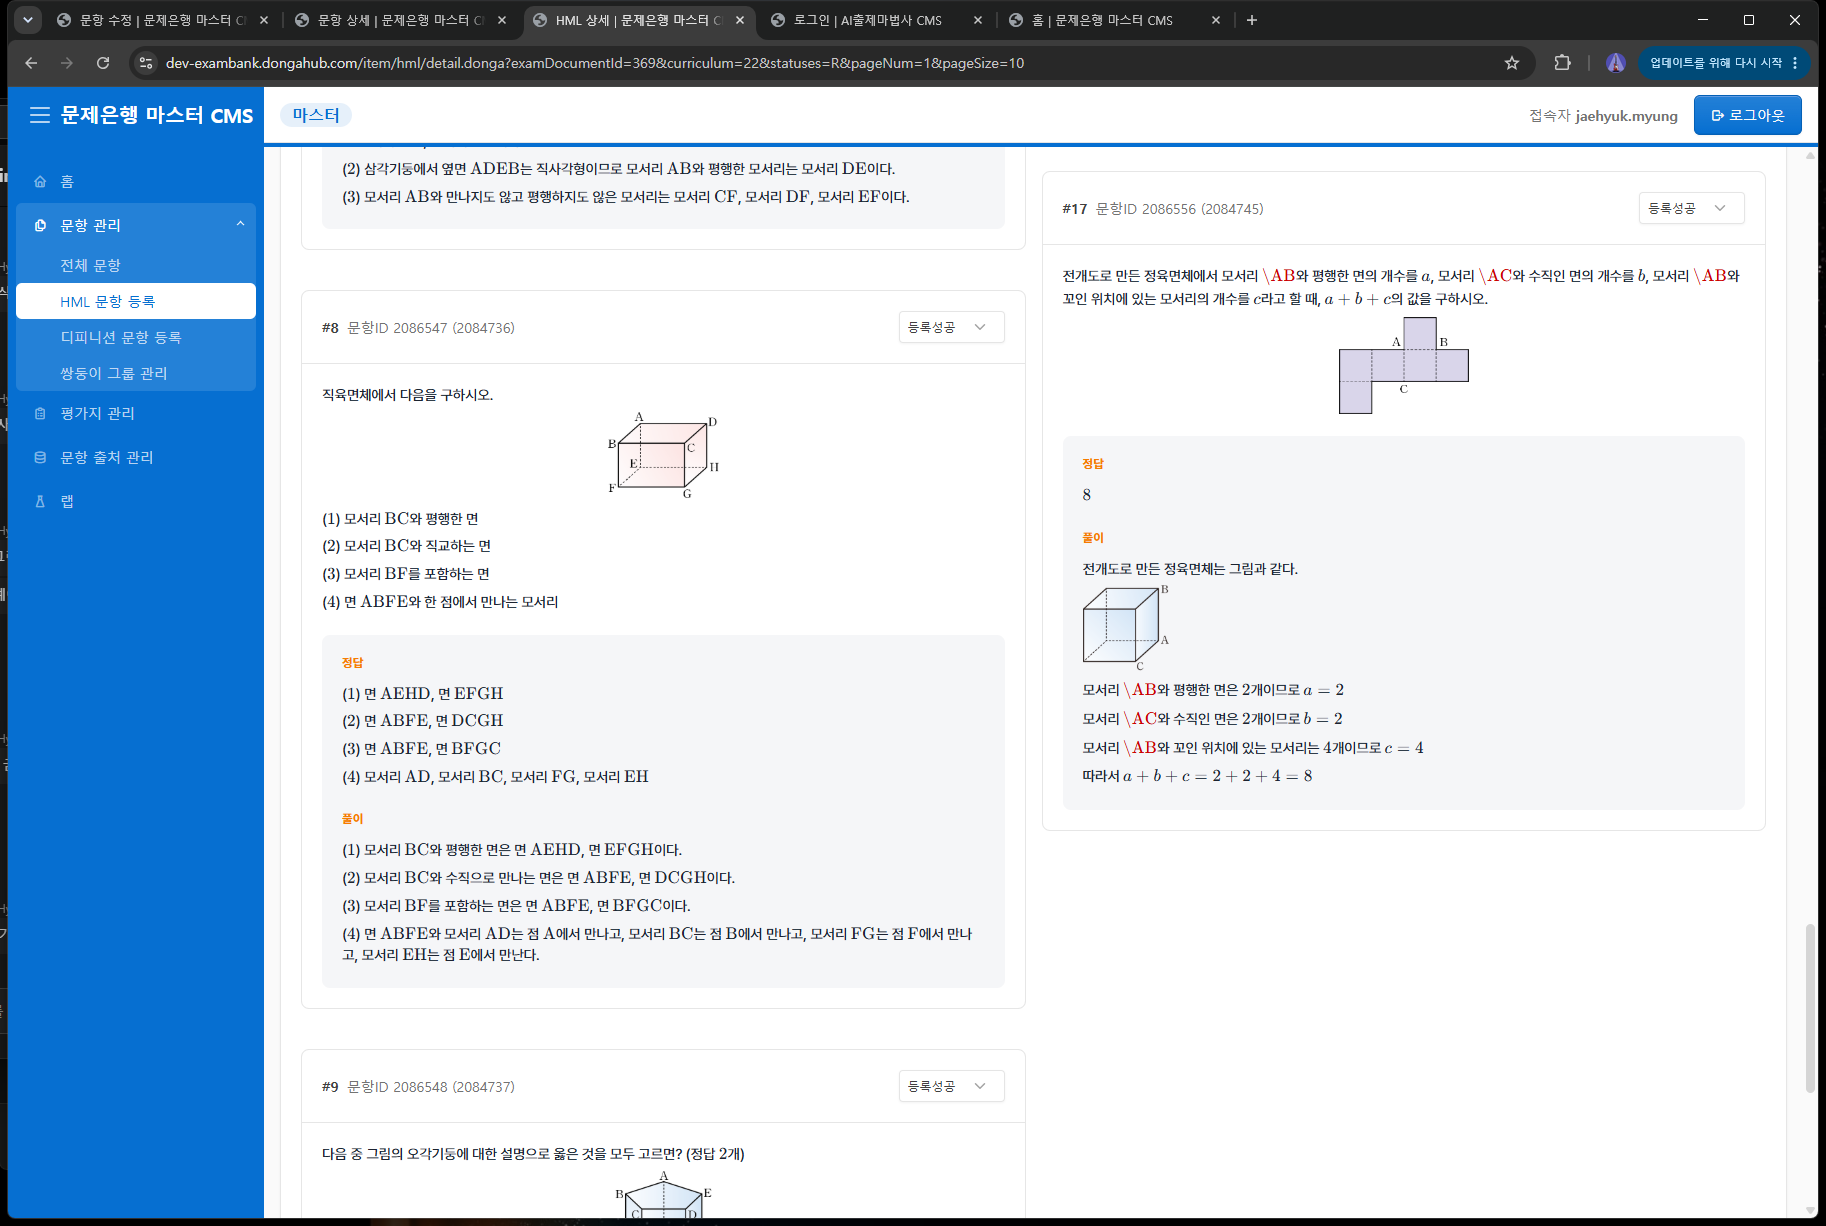 문항 수정 | 문제은행 마스터 C
문항 상세 | 문제은행 마스터 C
HML 상세 | 문제은행 마스터 C
로그인 | AI출제마법사 CMS
홈 | 문제은행 마스터 CMS
dev-exambank.dongahub.com/item/hml/detail.donga?examDocumentId=369&curriculum=22&statuses=R&pageNum=1&pageSize=10
업데이트를 위해 다시 시작
문제은행 마스터 CMS
마스터
접속자 jaehyuk.myung
로그아웃
홈
문항 관리
전체 문항
HML 문항 등록
디피니션 문항 등록
쌍둥이 그룹 관리
평가지 관리
문항 출처 관리
랩
(2) 삼각기둥에서 옆면 ADEB는 직사각형이므로 모서리 AB와 평행한 모서리는 모서리 DE이다.
(3) 모서리 AB와 만나지도 않고 평행하지도 않은 모서리는 모서리 CF, 모서리 DF, 모서리 EF이다.
#8 문항ID 2086547 (2084736)
등록성공
직육면체에서 다음을 구하시오.
A
D
B
C
E
H
F
G
(1) 모서리 BC와 평행한 면
(2) 모서리 BC와 직교하는 면
(3) 모서리 BF를 포함하는 면
(4) 면 ABFE와 한 점에서 만나는 모서리
정답
(1) 면 AEHD, 면 EFGH
(2) 면 ABFE, 면 DCGH
(3) 면 ABFE, 면 BFGC
(4) 모서리 AD, 모서리 BC, 모서리 FG, 모서리 EH
풀이
(1) 모서리 BC와 평행한 면은 면 AEHD, 면 EFGH이다.
(2) 모서리 BC와 수직으로 만나는 면은 면 ABFE, 면 DCGH이다.
(3) 모서리 BF를 포함하는 면은 면 ABFE, 면 BFGC이다.
(4) 면 ABFE와 모서리 AD는 점 A에서 만나고, 모서리 BC는 점 B에서 만나고, 모서리 FG는 점 F에서 만나
고, 모서리 EH는 점 E에서 만난다.
#9 문항ID 2086548 (2084737)
등록성공
다음 중 그림의 오각기둥에 대한 설명으로 옳은 것을 모두 고르면? (정답 2개)
A
B
E
C
D
#17 문항ID 2086556 (2084745)
등록성공
전개도로 만든 정육면체에서 모서리 \AB와 평행한 면의 개수를 a, 모서리 \AC와 수직인 면의 개수를 b, 모서리 \AB와
꼬인 위치에 있는 모서리의 개수를 c라고 할 때, a + b + c의 값을 구하시오.
A
B
C
정답
8
풀이
전개도로 만든 정육면체는 그림과 같다.
B
A
C
모서리 \AB와 평행한 면은 2개이므로 a = 2
모서리 \AC와 수직인 면은 2개이므로 b = 2
모서리 \AB와 꼬인 위치에 있는 모서리는 4개이므로 c = 4
따라서 a + b + c = 2 + 2 + 4 = 8